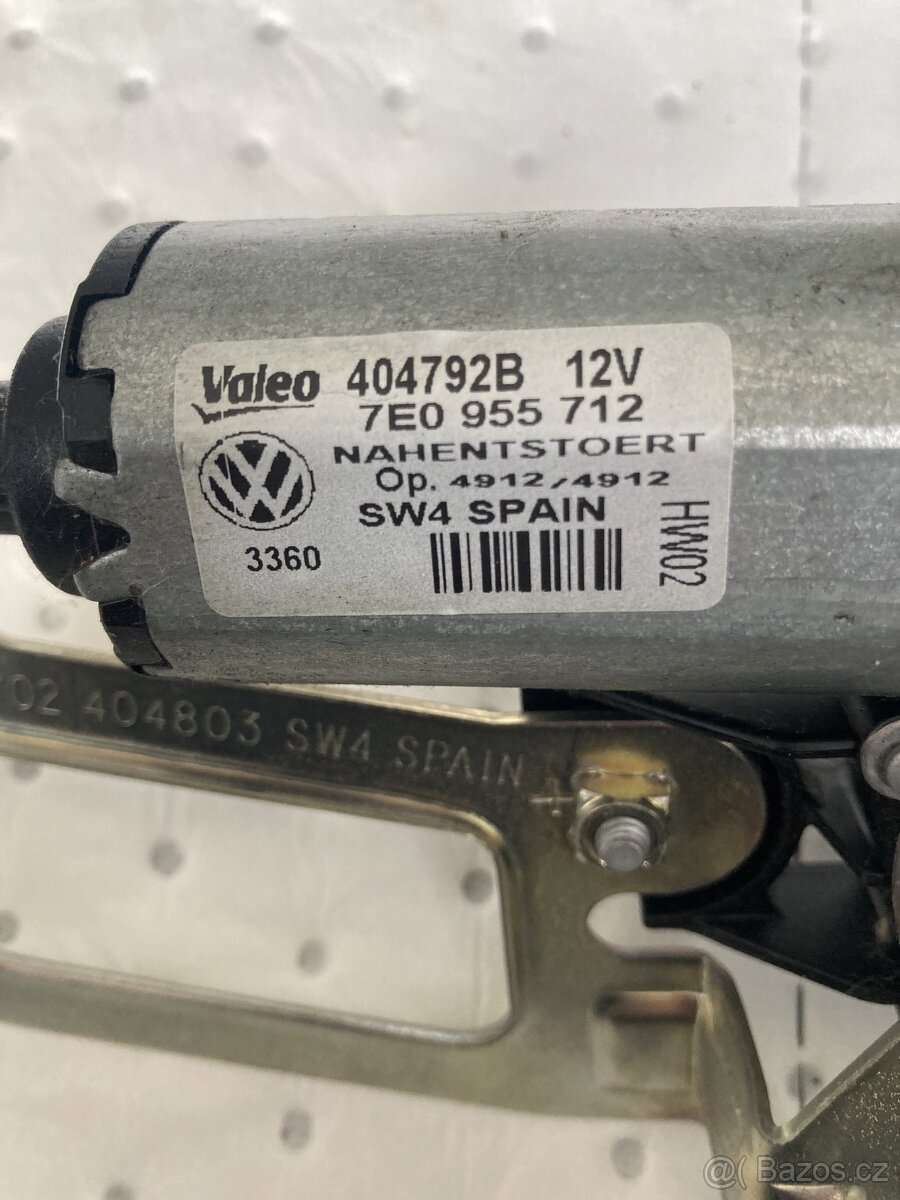 Valeo 404792B 12V
7E0 955 712
NAHENTSTOERT
Op. 4912/4912
SW4 SPAIN
3360
HW02
02 404803 SW4 SPAIN
+
@( Bazos.cz